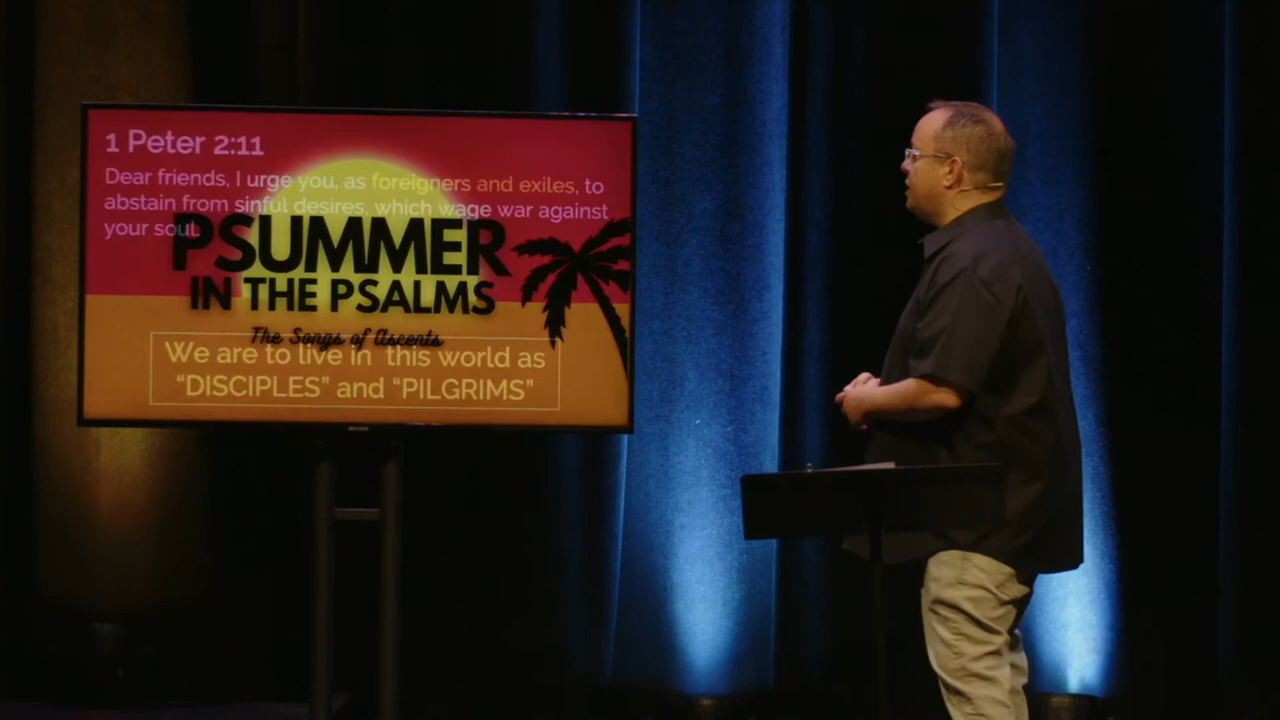 1 Peter 2:11
Dear friends, I urge you, as foreigners and exiles, to
abstain from sinful desires, which wage war against
your soul.
PSUMMER
IN THE PSALMS
The Songs of Ascents
We are to live in this world as
“DISCIPLES” and “PILGRIMS”